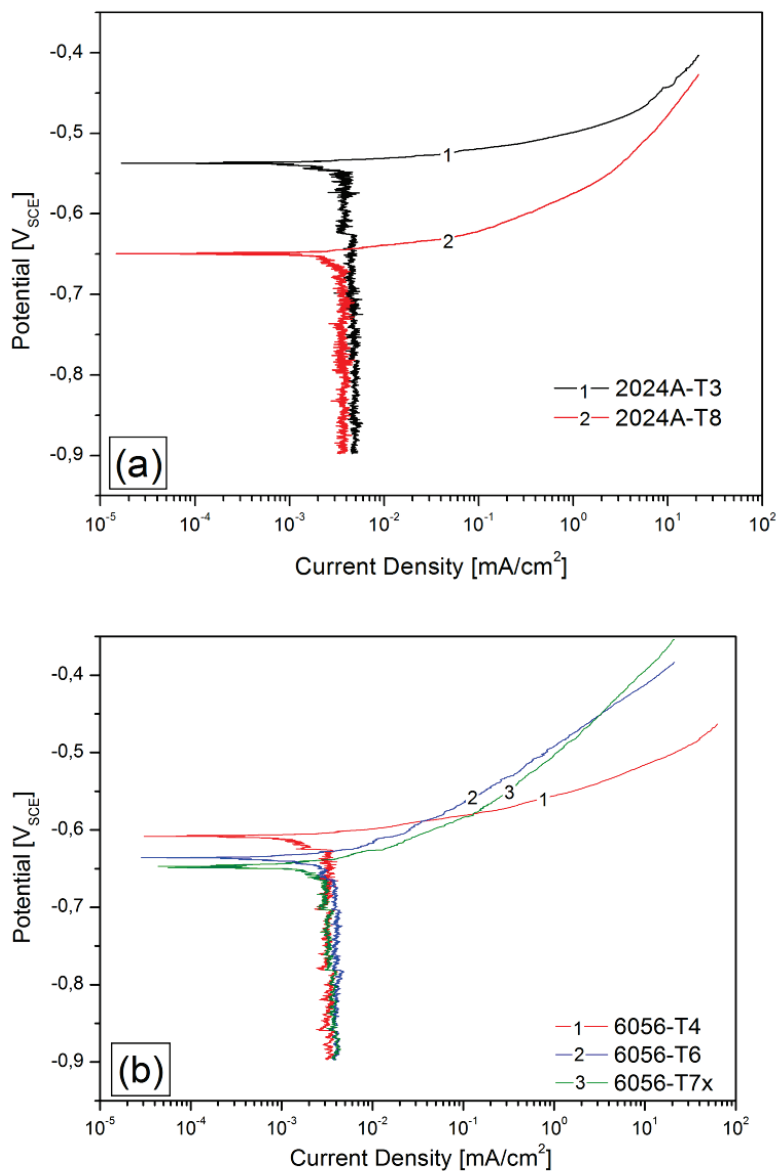 -0,4
-0,5
-0,6
-0,7
-0,8
-0,9
Potential [V_SCE]
1
2
1 2024A-T3
2 2024A-T8
(a)
10^-5 10^-4 10^-3 10^-2 10^-1 10^0 10^1 10^2
Current Density [mA/cm^2]
-0,4
-0,5
-0,6
-0,7
-0,8
-0,9
Potential [V_SCE]
2 3 1
1 6056-T4
2 6056-T6
3 6056-T7x
(b)
10^-5 10^-4 10^-3 10^-2 10^-1 10^0 10^1 10^2
Current Density [mA/cm^2]